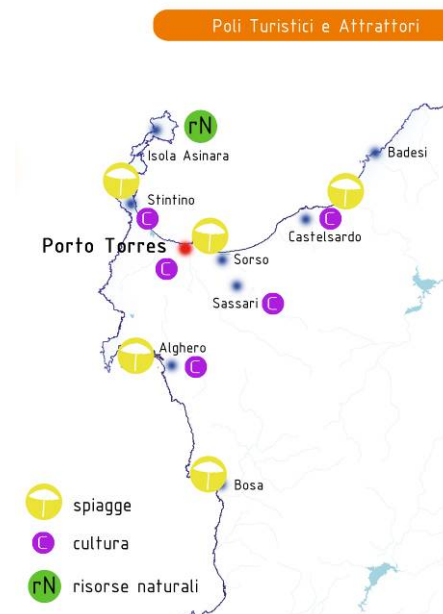 Poli Turistici e Attrattori
rN
Isola Asinara
Badesi
Stintino
C
C
Castelsardo
Porto Torres
C
Sorso
Sassari
C
Alghero
C
Bosa
spiagge
C
cultura
rN
risorse naturali